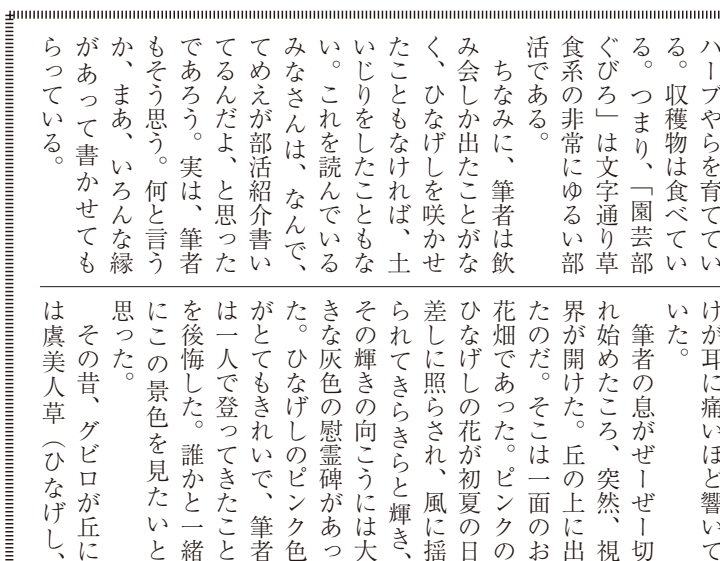 ハーブやらを育ててい
る。収穫物は食べてい
る。つまり、「園芸部
ぐびろ」は文字通り草
食系の非常にゆるい部
活である。
ちなみに、筆者は飲
み会しか出たことがな
く、ひなげしを咲かせ
たこともなければ、土
いじりをしたこともな
い。これを読んでいる
みなさんは、なんで、
てめえが部活紹介書い
てるんだよ、と思った
であろう。実は、筆者
もそう思う。何と言う
か、まあ、いろんな縁
があって書かせても
らっている。
けが耳に痛いほど響いて
いた。
筆者の息がぜーぜー切
れ始めたころ、突然、視
界が開けた。丘の上に出
たのだ。そこは一面のお
花畑であった。ピンクの
ひなげしの花が初夏の日
差しに照らされ、風に揺
られてきらきらと輝き、
その輝きの向こうには大
きな灰色の慰霊碑があっ
た。ひなげしのピンク色
がとてもきれいで、筆者
は一人で登ってきたこと
を後悔した。誰かと一緒
にこの景色を見たいと
思った。
その昔、グビロが丘に
は虞美人草（ひなげし、